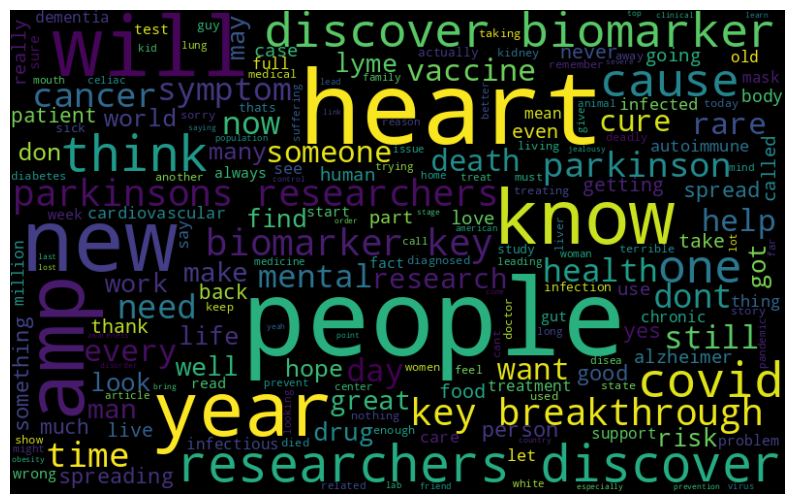 dementia
test
guy
discover biomarker
top
clinical
learn
really
sure
kid
lung
will
may
case
taking
actually
kidney
away
never
going
old
mouth
celiac
full
medical
family
lyme
vaccine
remember
severe
cause
mask
cancer
symptom
thats
lead
better
mean
given
animal
infected
today
body
patient
world
sorry
saying
suffering
link
reason
heart
even
cure
deadly
rare
sick
now
someone
issue
living
jealousy
autoimmune
don
think
population
many
death
trying
parkinson
mind
called
diabetes
another
always
see
human
home
treat
must
treating
getting
spread
parkinsons researchers
control
week
order
stage
american
know
woman
liver
terrible
lot
far
help
cardiovascular
find
start
part
love
take
new
say
biomarker key
call
study
million
last
lost
make
medicine
fact
diagnosed
leading
health
one
got
mental
research
infection
use
thing
work
back
amp
need
keep
people
doctor
gut
long
dont
chronic
story
pandemic
something
thank
life
yes
still
every
yeah
point
cant
come
feel
disea
alzheimer
disorder
look
well
hope
day
women
want
good
covid
bring
prevent
read
center
looking
food
treatment
state
man
article
year
great
used
much
live
nothing
key breakthrough
show
drug
person
support
risk
problem
might
infectious
died
enough
care
country
time
let
wrong
obesity
spreading
researchers discover
related
lab
friend
white
especially
prevention
virus